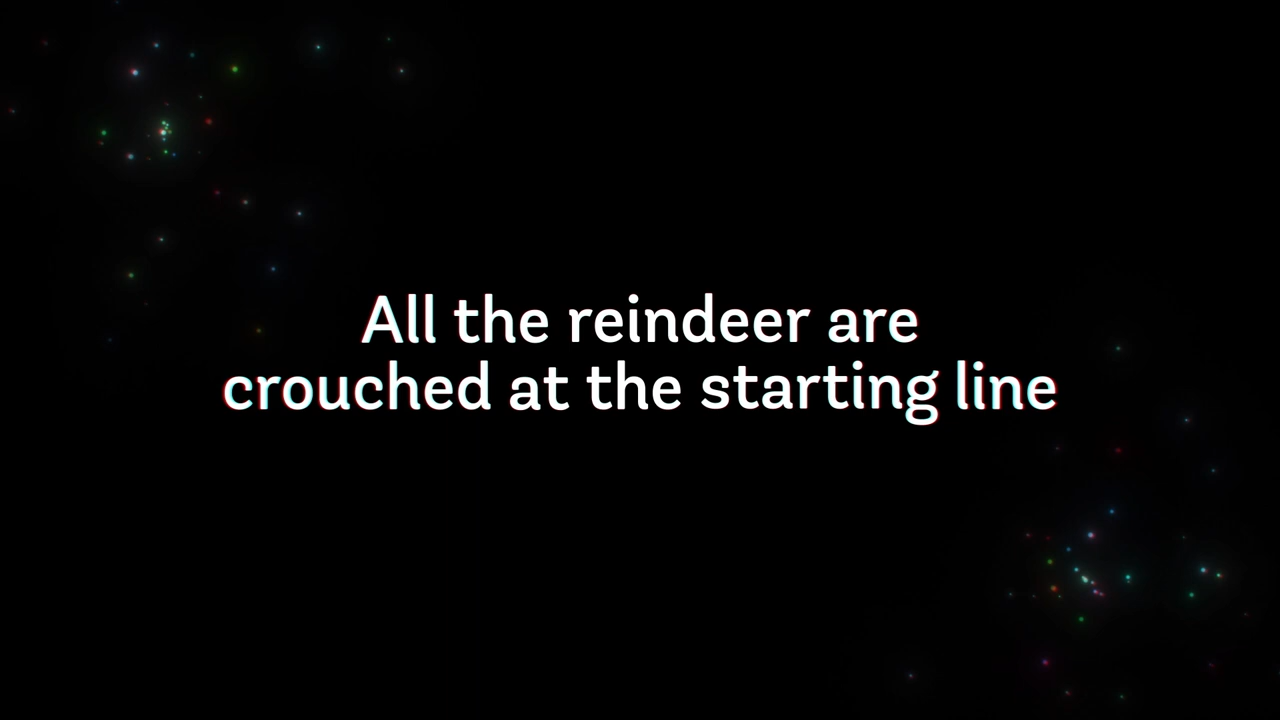 All the reindeer are
crouched at the starting line